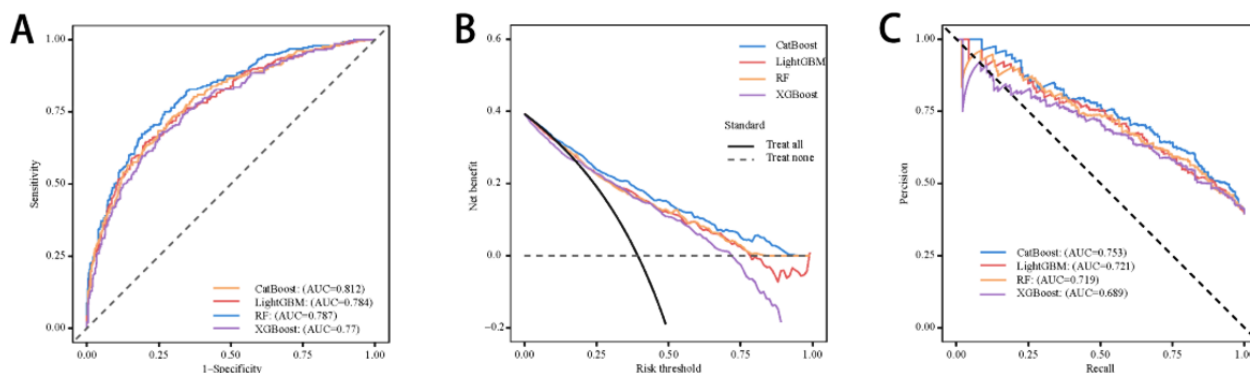 A
1.00
0.75
0.50
0.25
0.00
Sensitivity
CatBoost: (AUC=0.812)
LightGBM: (AUC=0.784)
RF: (AUC=0.787)
XGBoost: (AUC=0.77)
0.00 0.25 0.50 0.75 1.00
1−Specificity
B
0.6
0.4
0.2
0.0
−0.2
Net benefit
CatBoost
LightGBM
RF
XGBoost
Standard
Treat all
Treat none
0.00 0.25 0.50 0.75 1.00
Risk threshold
C
1.00
0.75
0.50
0.25
0.00
Percision
CatBoost: (AUC=0.753)
LightGBM: (AUC=0.721)
RF: (AUC=0.719)
XGBoost: (AUC=0.689)
0.00 0.25 0.50 0.75 1.00
Recall